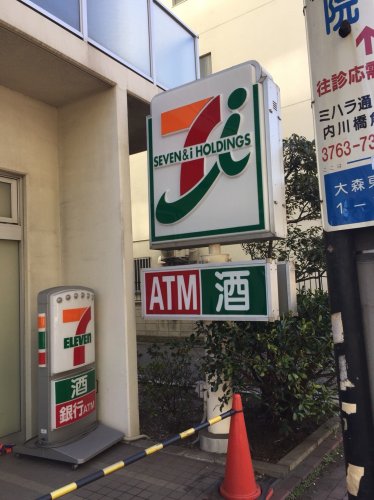 SEVEN & i HOLDINGS
ATM 酒
7
ELEVEN
酒
銀行ATM
院
往診応需
ミハラ通
内川橋
3763-73
大森東
1-